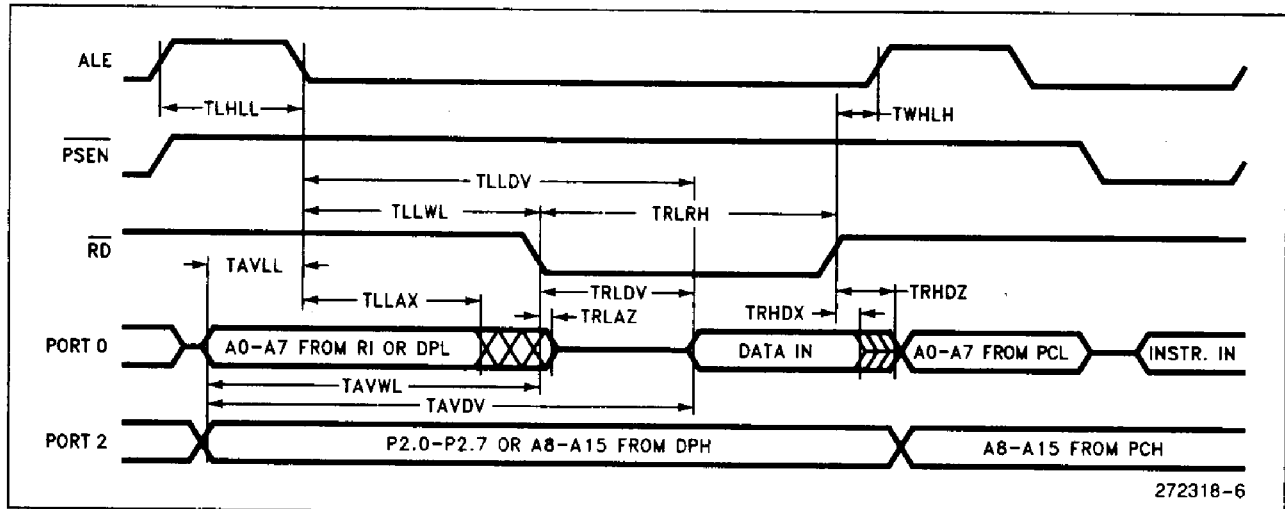 ALE
TLHLL
TWHLH
PSEN
TLLDV
TLLWL
TRLRH
RD
TAVLL
TLLAX
TRLDV
TRLAZ
TRHDX
TRHDZ
PORT 0
A0-A7 FROM RI OR DPL
DATA IN
A0-A7 FROM PCL
INSTR. IN
TAVWL
TAVDV
PORT 2
P2.0-P2.7 OR A8-A15 FROM DPH
A8-A15 FROM PCH
272318-6